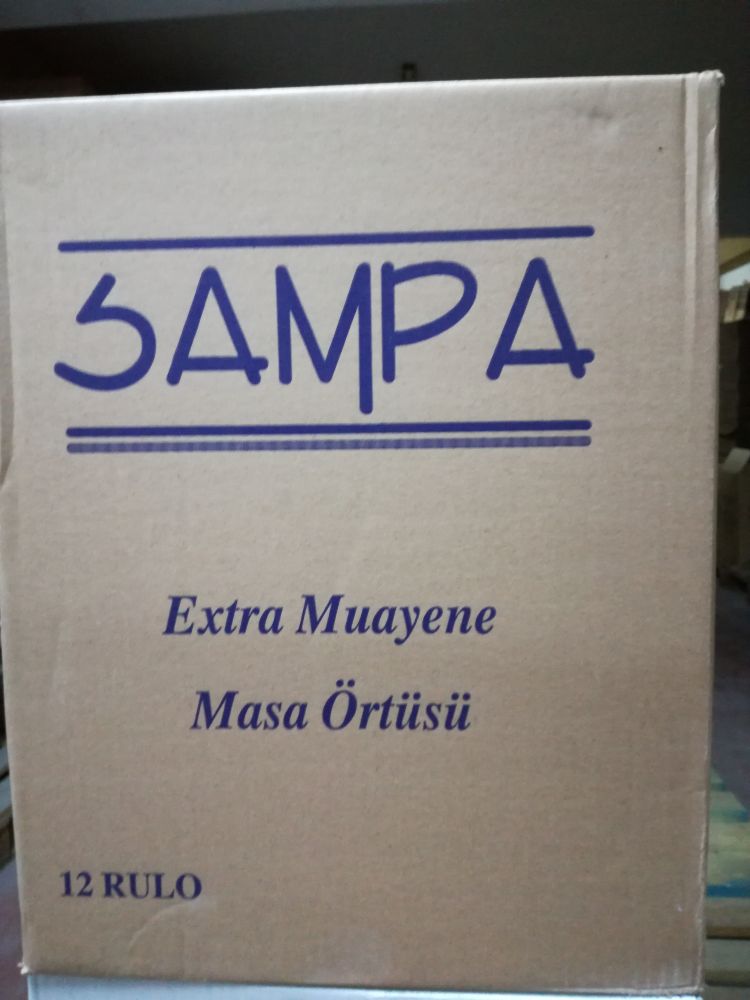 SAMPA
Extra Muayene
Masa Örtüsü
12 RULO